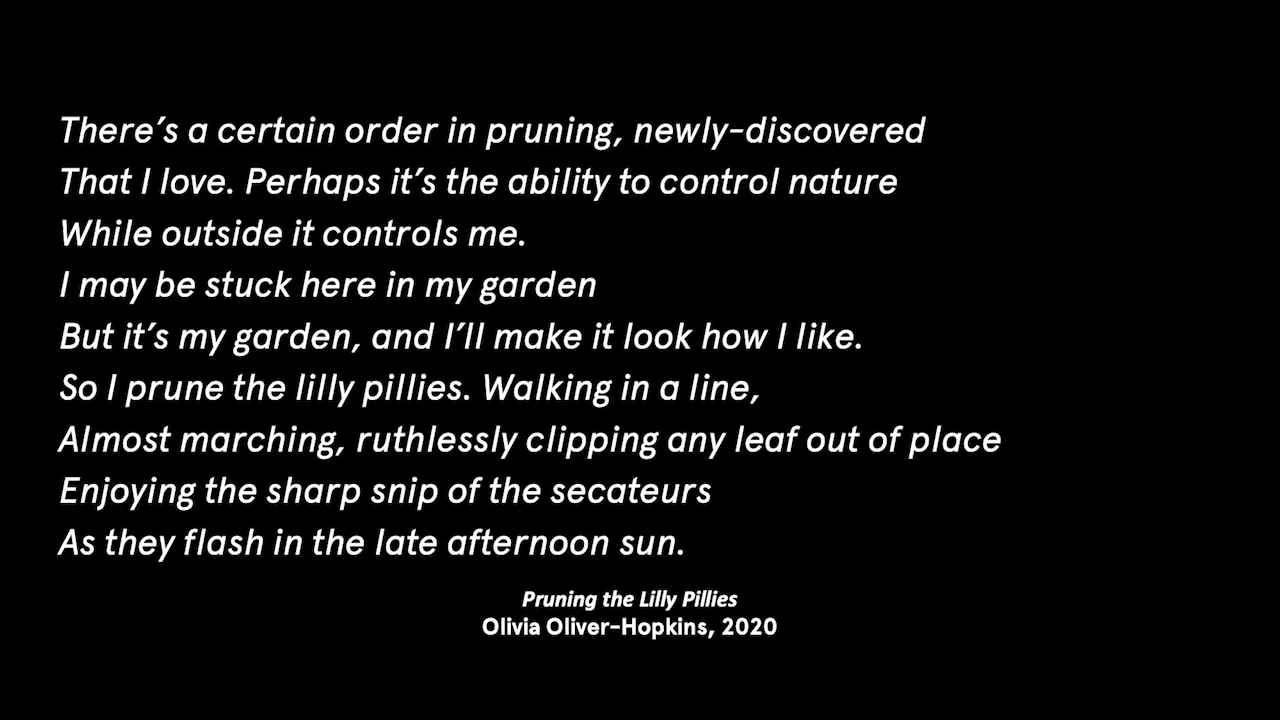 There’s a certain order in pruning, newly-discovered
That I love. Perhaps it’s the ability to control nature
While outside it controls me.
I may be stuck here in my garden
But it’s my garden, and I’ll make it look how I like.
So I prune the lilly pillies. Walking in a line,
Almost marching, ruthlessly clipping any leaf out of place
Enjoying the sharp snip of the secateurs
As they flash in the late afternoon sun.
Pruning the Lilly Pillies
Olivia Oliver-Hopkins, 2020